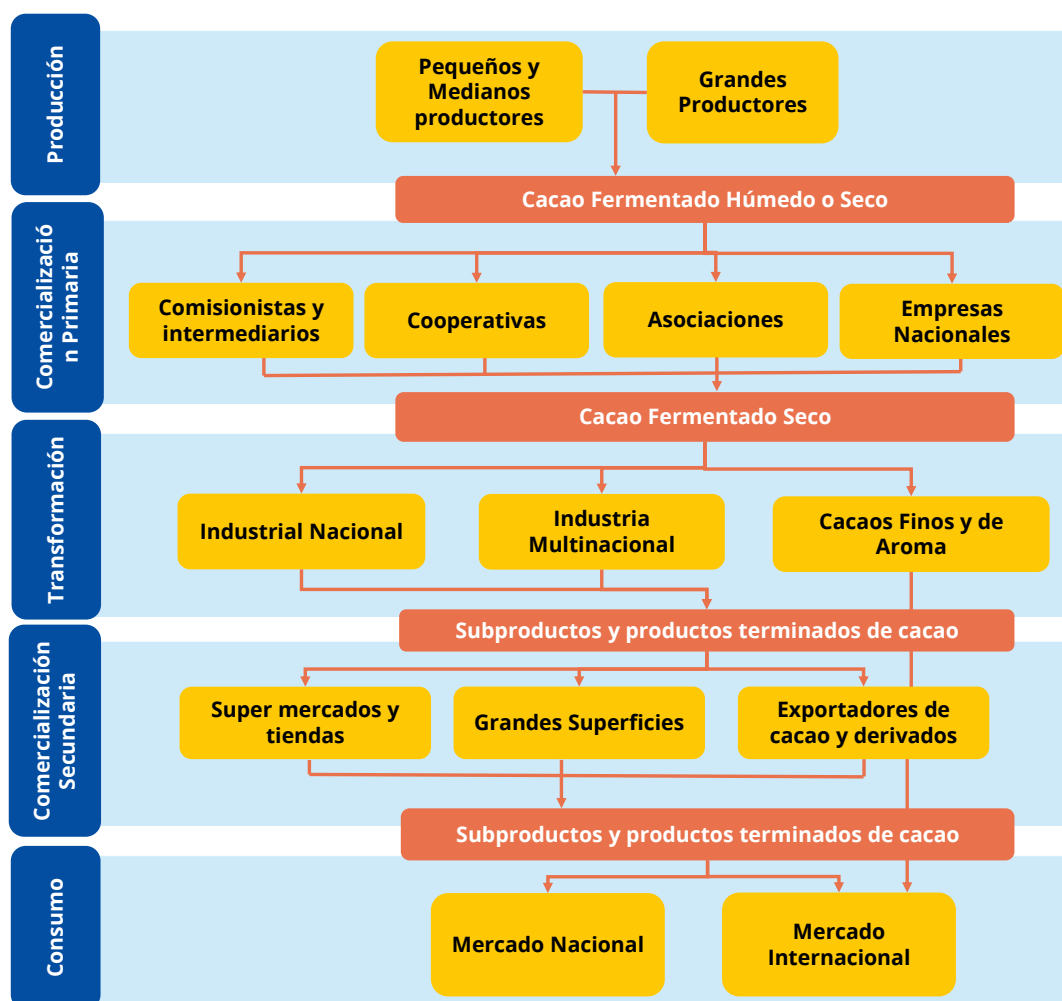 Producción
Pequeños y
Medianos
productores
Grandes
Productores
Cacao Fermentado Húmedo o Seco
Comercializació
n Primaria
Comisionistas y
intermediarios
Cooperativas
Asociaciones
Empresas
Nacionales
Cacao Fermentado Seco
Transformación
Industrial Nacional
Industria
Multinacional
Cacaos Finos y de
Aroma
Subproductos y productos terminados de cacao
Comercialización
Secundaria
Super mercados y
tiendas
Grandes Superficies
Exportadores de
cacao y derivados
Subproductos y productos terminados de cacao
Consumo
Mercado Nacional
Mercado
Internacional